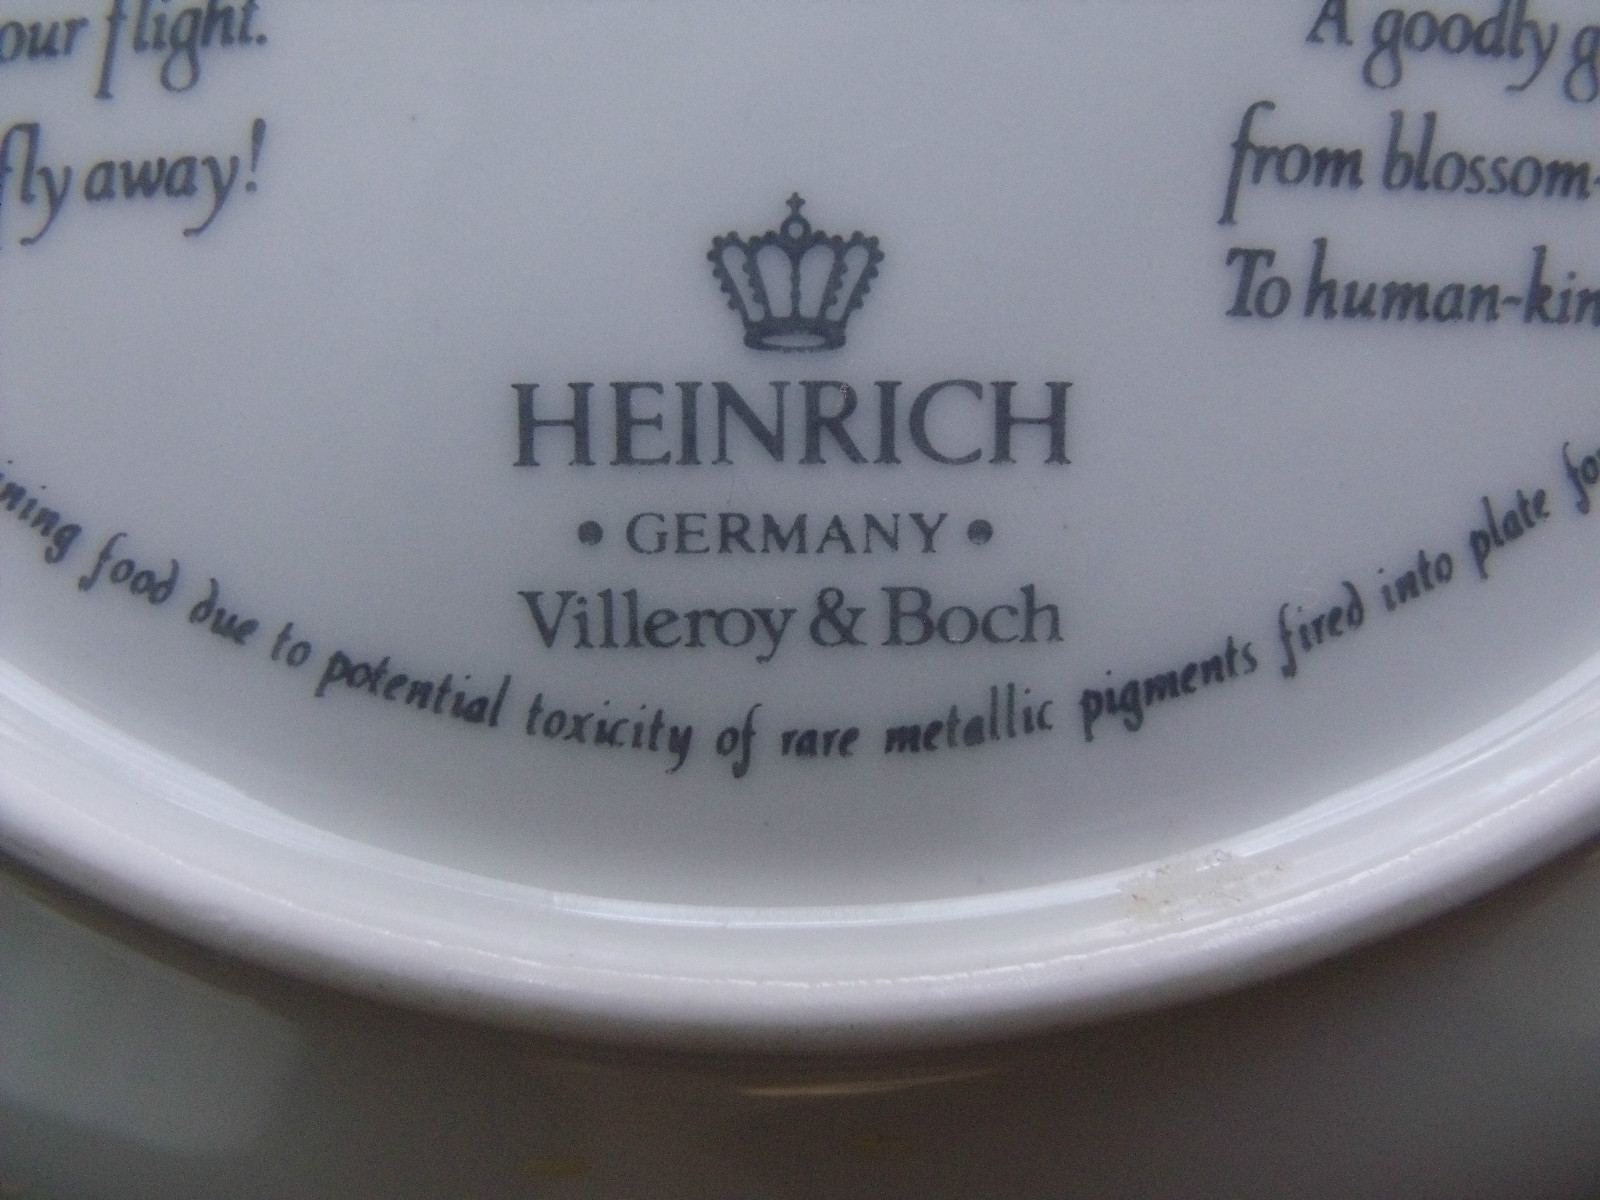 our flight.
fly away!
A goodly
from blossom-
To human-kin
HEINRICH
• GERMANY •
Villeroy & Boch
food due to potential toxicity of rare metallic pigments fired into plate